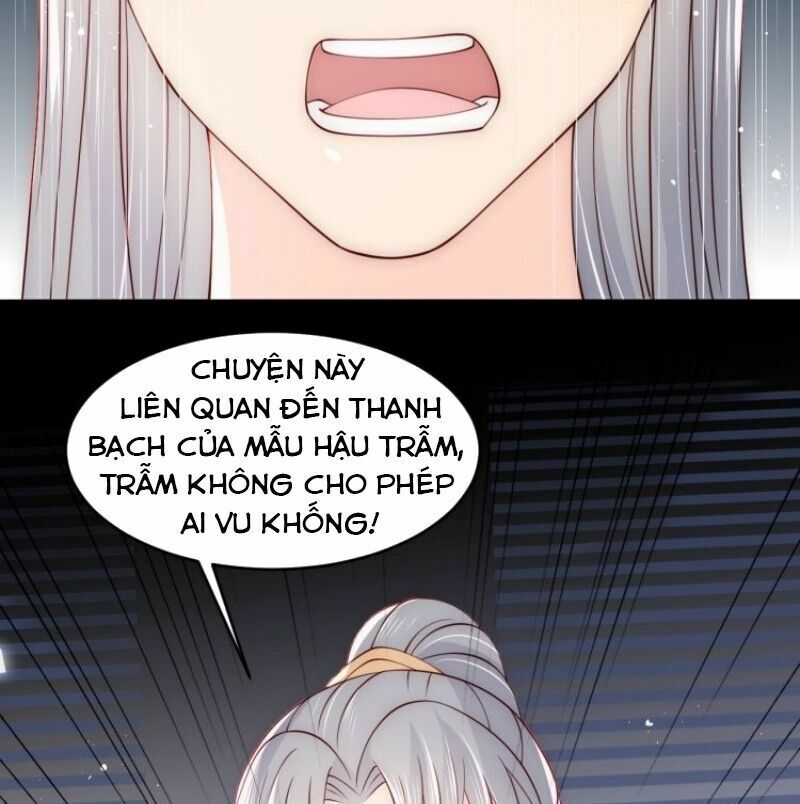 CHUYỆN NÀY
LIÊN QUAN ĐẾN THANH
BẠCH CỦA MẪU HẬU TRẪM,
TRẪM KHÔNG CHO PHÉP
AI VU KHỐNG!